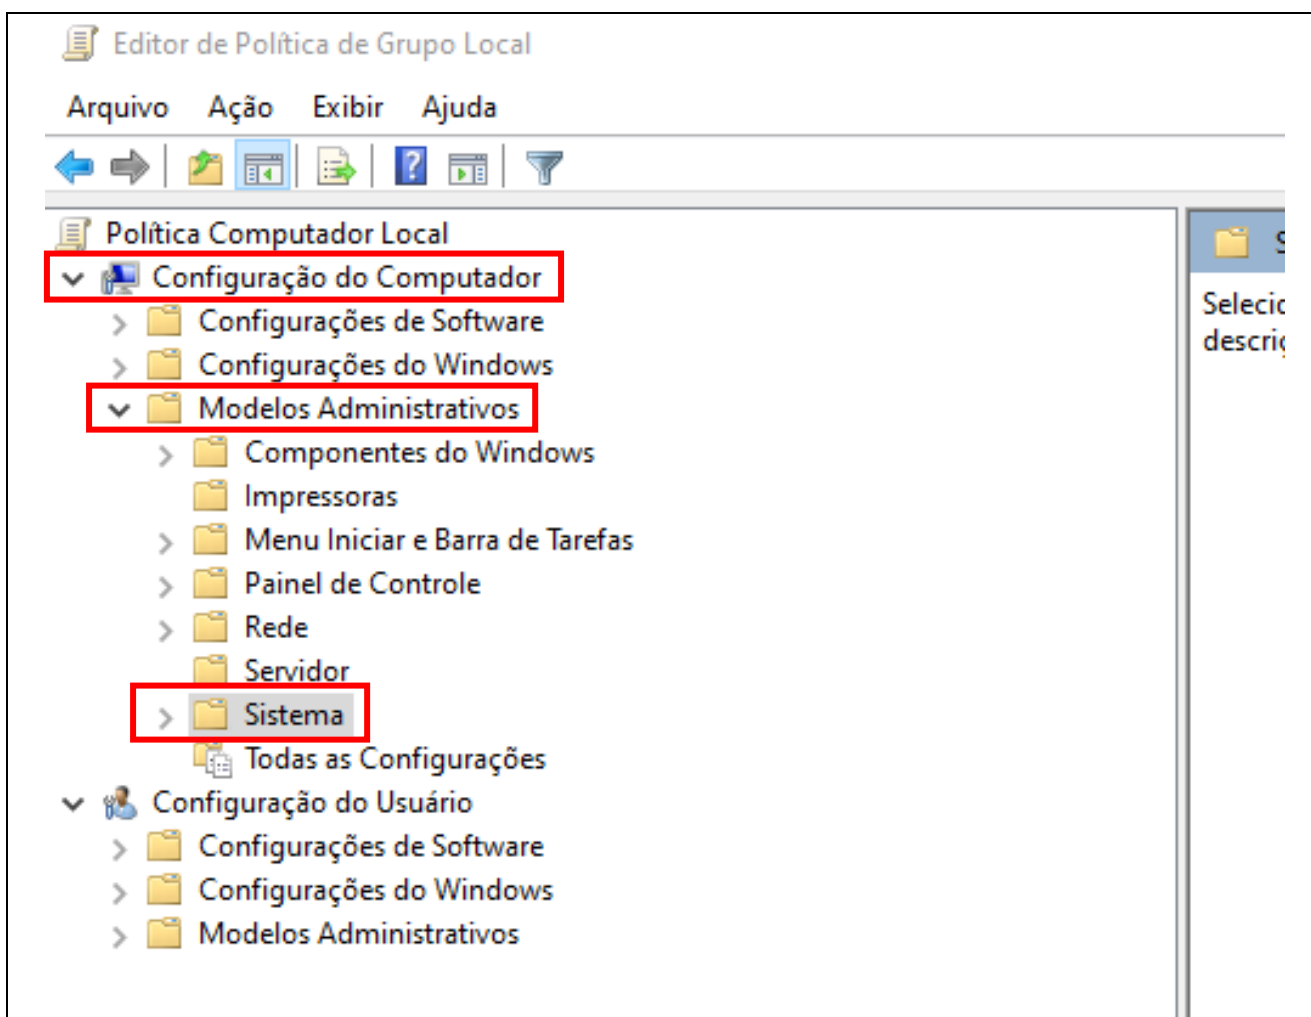 Editor de Política de Grupo Local
Arquivo Ação Exibir Ajuda
Política Computador Local
Configuração do Computador
Configurações de Software
Configurações do Windows
Modelos Administrativos
Componentes do Windows
Impressoras
Menu Iniciar e Barra de Tarefas
Painel de Controle
Rede
Servidor
Sistema
Todas as Configurações
Configuração do Usuário
Configurações de Software
Configurações do Windows
Modelos Administrativos